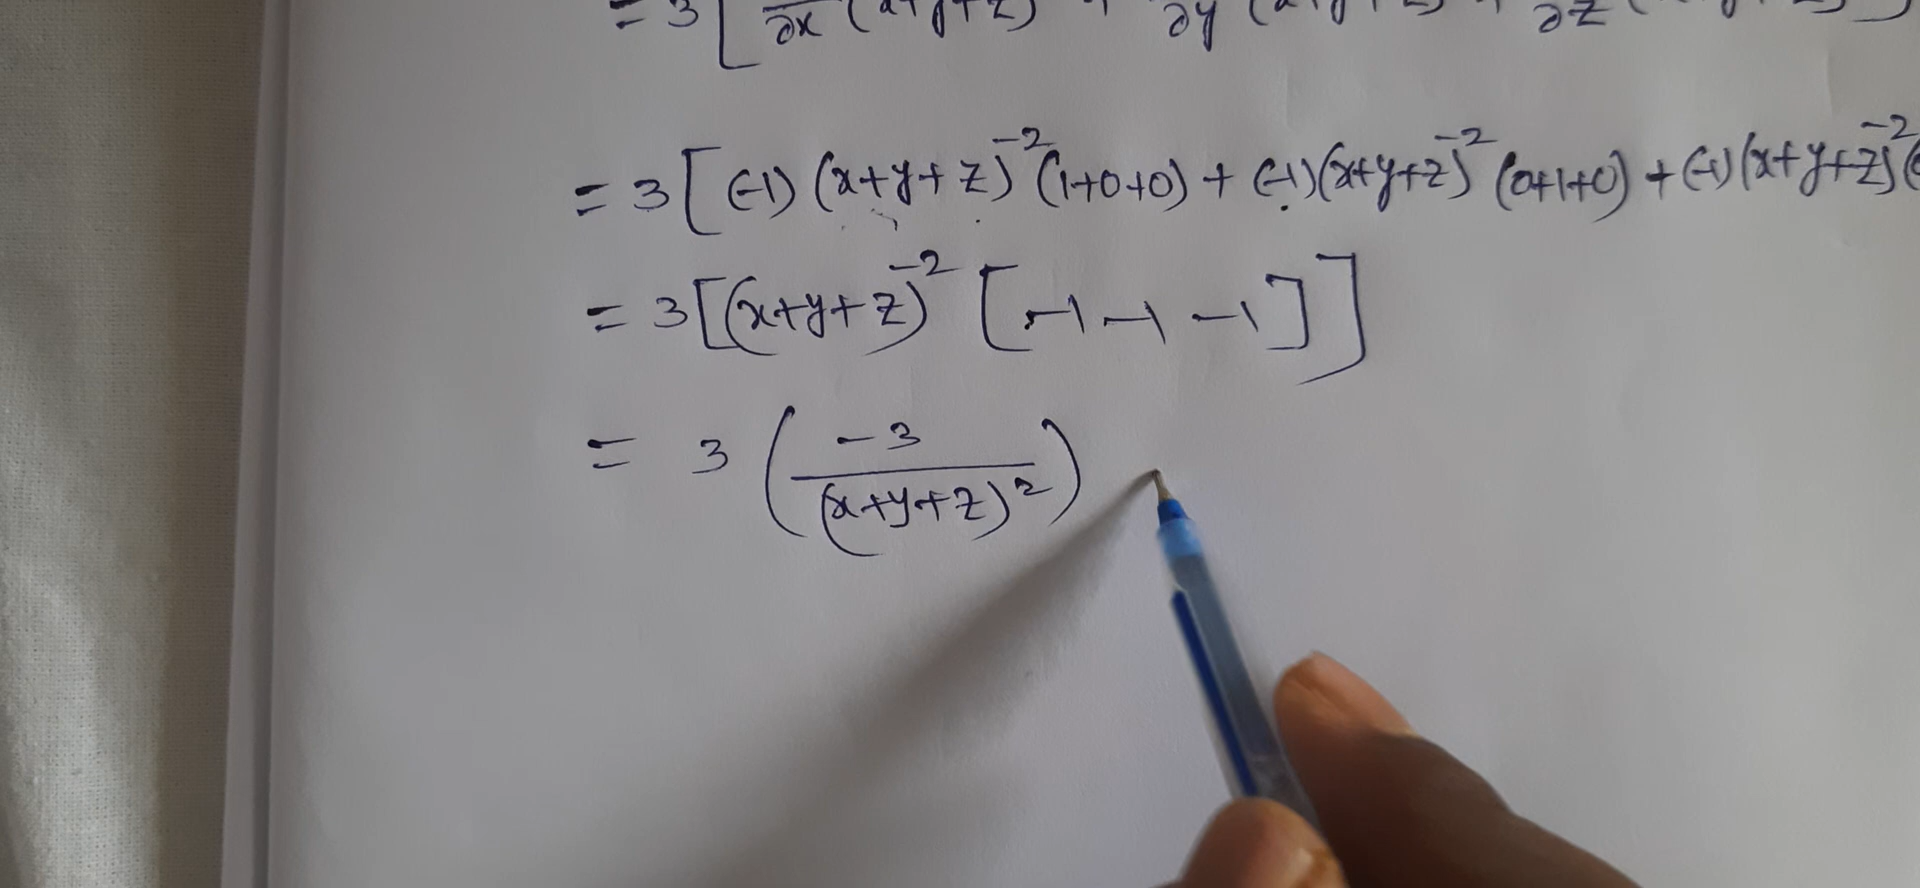 = 3 [ ∂x (x+y+z) + ∂y (x+y+z) + ∂z (x+y+z)
= 3 [ (-1) (x+y+z)^-2 (1+0+0) + (-1)(x+y+z)^-2 (0+1+0) + (-1)(x+y+z)^-2 (
= 3 [ (x+y+z)^-2 [ -1 -1 -1 ] ]
= 3 ( -3 / (x+y+z)^2 )